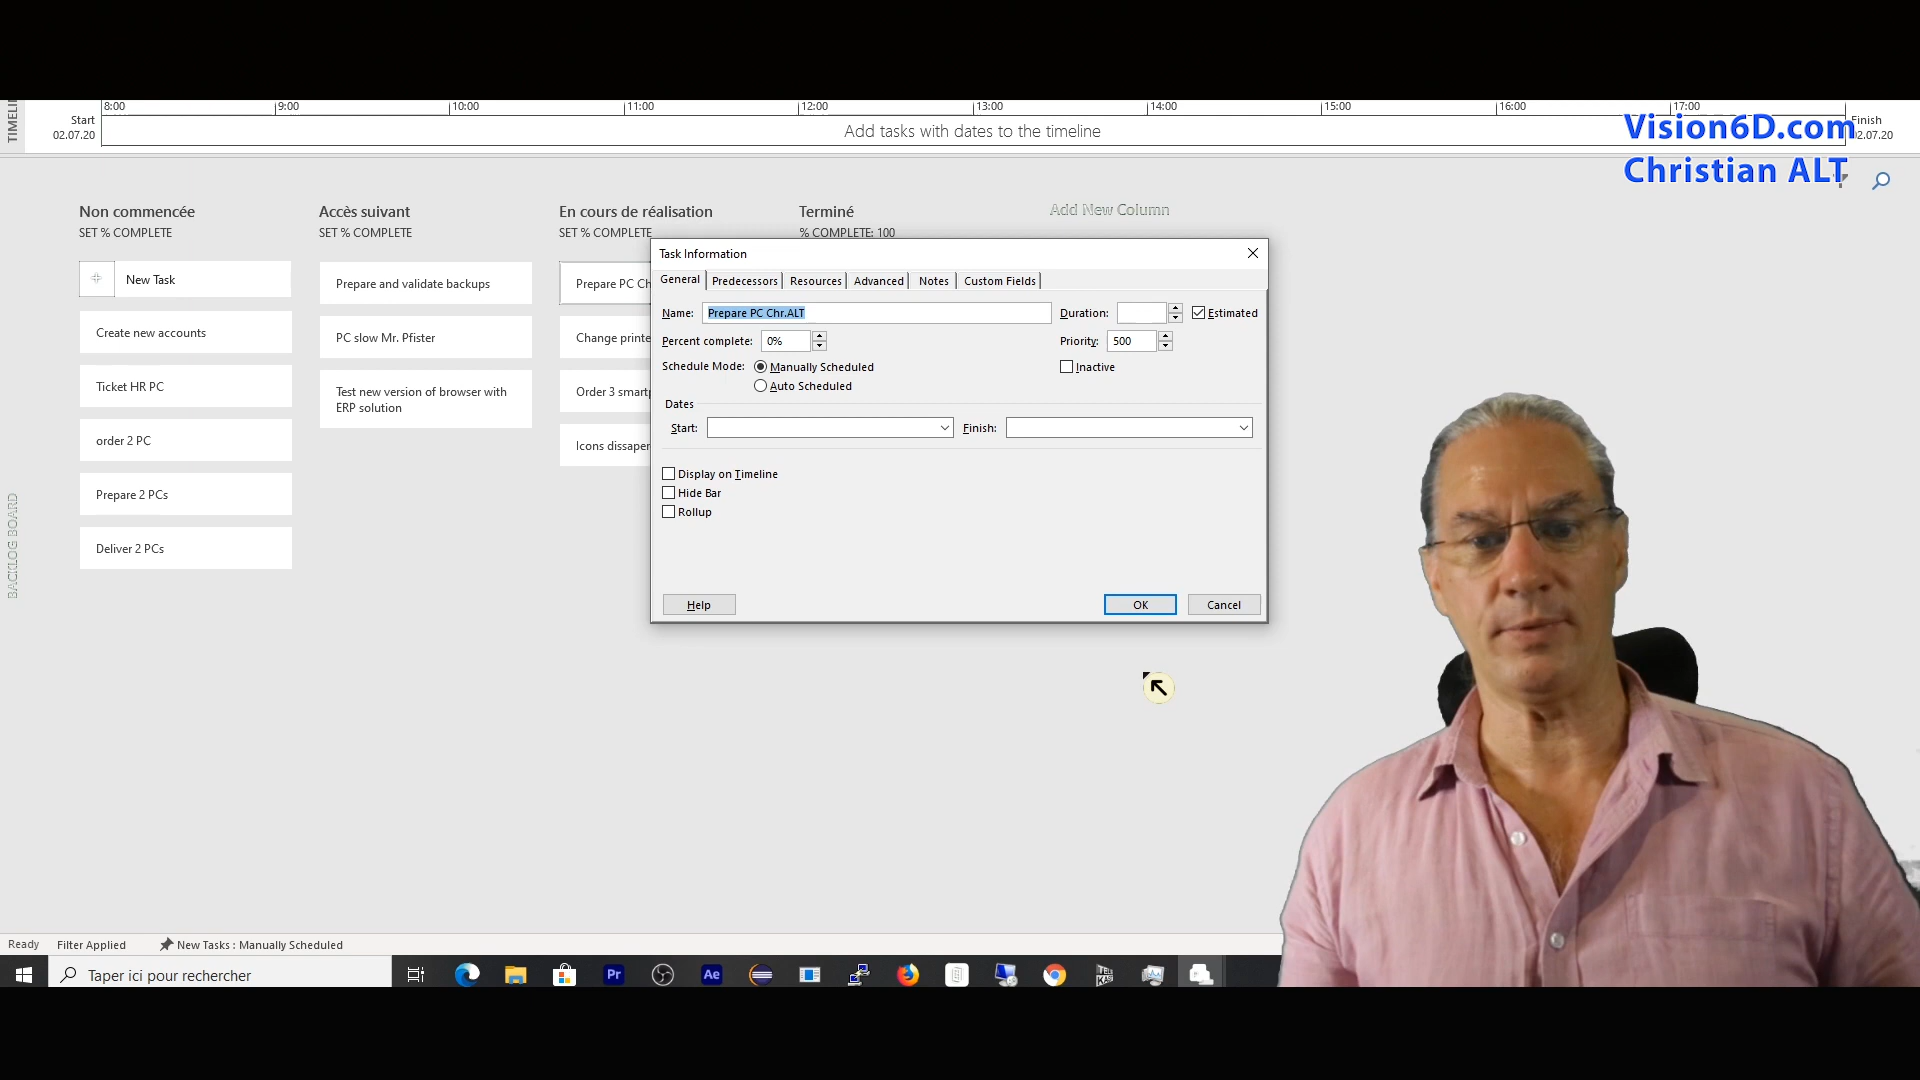 TIMELI
8:00
9:00
10:00
11:00
12:00
13:00
14:00
15:00
16:00
17:00
Start
02.07.20
Add tasks with dates to the timeline
Finish
2.07.20
Vision6D.com
Christian ALT
Non commencée
SET % COMPLETE
Accès suivant
SET % COMPLETE
En cours de réalisation
SET % COMPLETE
Terminé
% COMPLETE: 100
Add New Column
New Task
Create new accounts
Ticket HR PC
order 2 PC
Prepare 2 PCs
Deliver 2 PCs
Prepare and validate backups
PC slow Mr. Pfister
Test new version of browser with
ERP solution
Prepare PC Ch
Change printe
Order 3 smart
Icons dissaper
BACKLOG BOARD
Task Information
General
Predecessors
Resources
Advanced
Notes
Custom Fields
Name:
Prepare PC Chr.ALT
Duration:
Estimated
Percent complete:
0%
Priority:
500
Schedule Mode:
Manually Scheduled
Inactive
Auto Scheduled
Dates
Start:
Finish:
Display on Timeline
Hide Bar
Rollup
Help
OK
Cancel
Ready
Filter Applied
New Tasks : Manually Scheduled
Taper ici pour rechercher
Pr
Ae